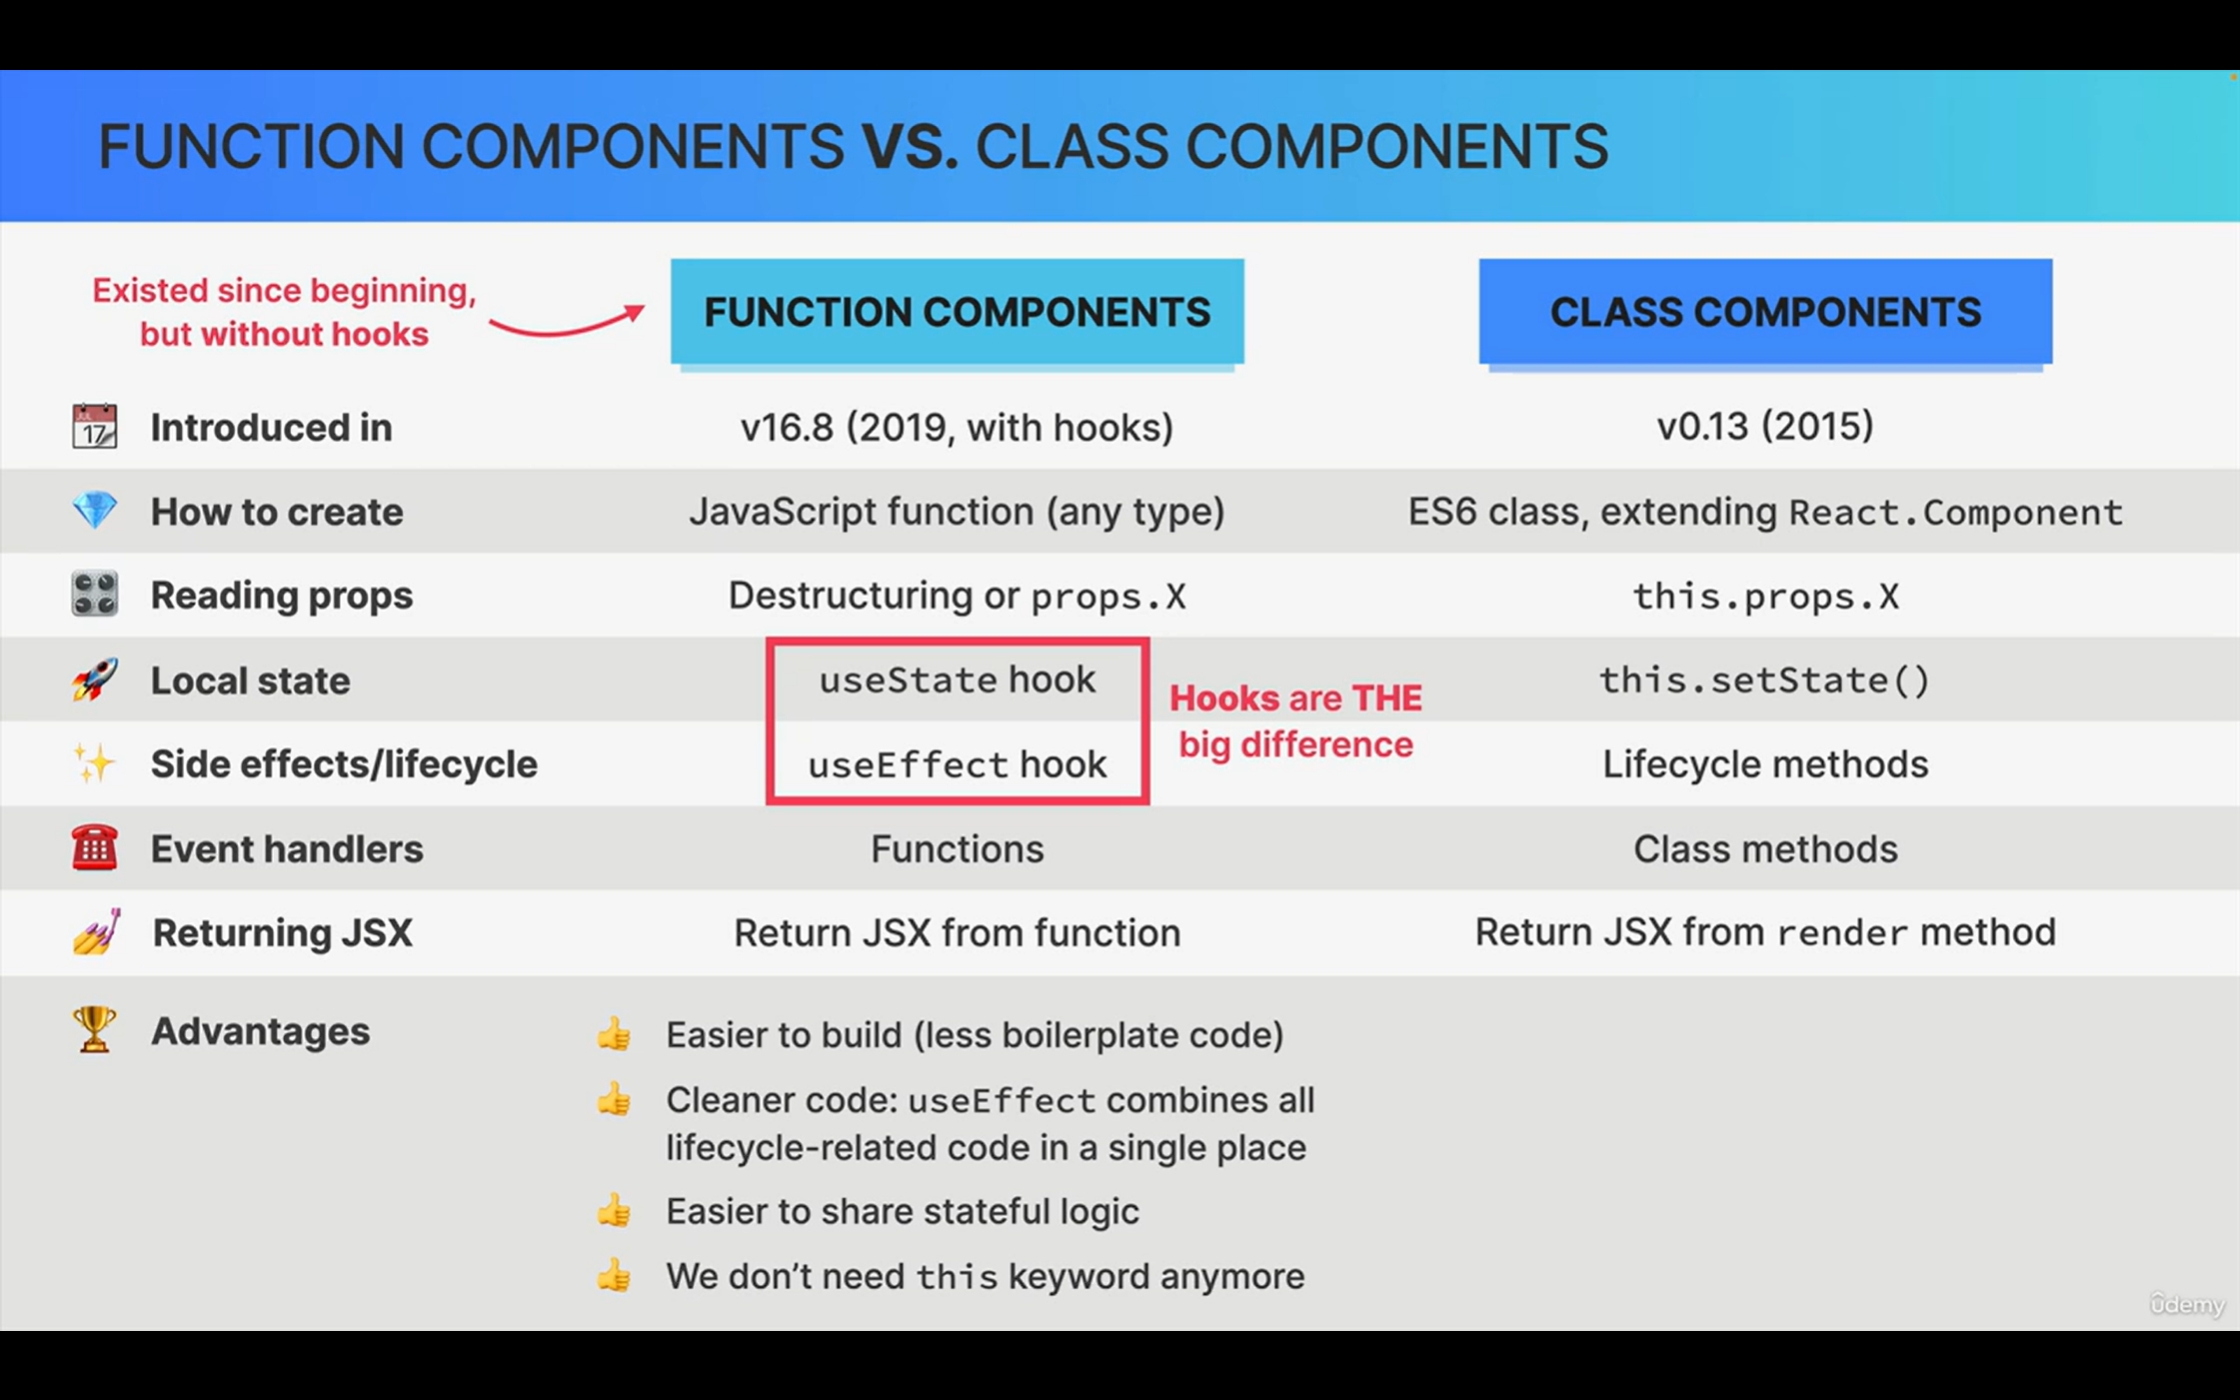 FUNCTION COMPONENTS VS. CLASS COMPONENTS
Existed since beginning,
but without hooks
FUNCTION COMPONENTS
CLASS COMPONENTS
17
Introduced in
v16.8 (2019, with hooks)
v0.13 (2015)
How to create
JavaScript function (any type)
ES6 class, extending React.Component
Reading props
Destructuring or props.X
this.props.X
Local state
useState hook
this.setState()
Hooks are THE
big difference
Side effects/lifecycle
useEffect hook
Lifecycle methods
Event handlers
Functions
Class methods
Returning JSX
Return JSX from function
Return JSX from render method
Advantages
Easier to build (less boilerplate code)
Cleaner code: useEffect combines all
lifecycle-related code in a single place
Easier to share stateful logic
We don’t need this keyword anymore
ûdemy